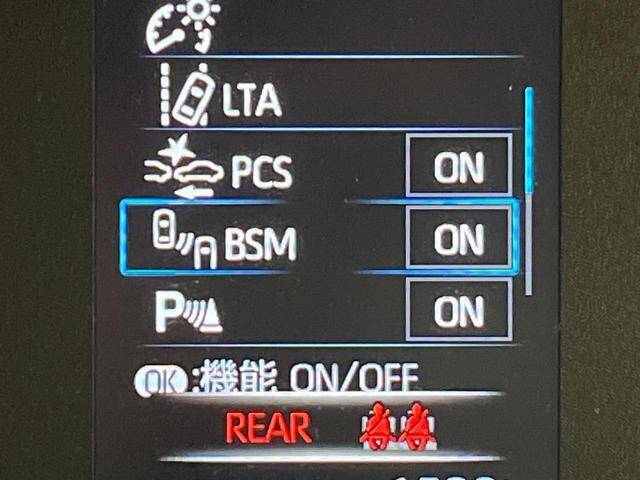 LTA
PCS ON
BSM ON
P ON
OK :機能 ON/OFF
REAR